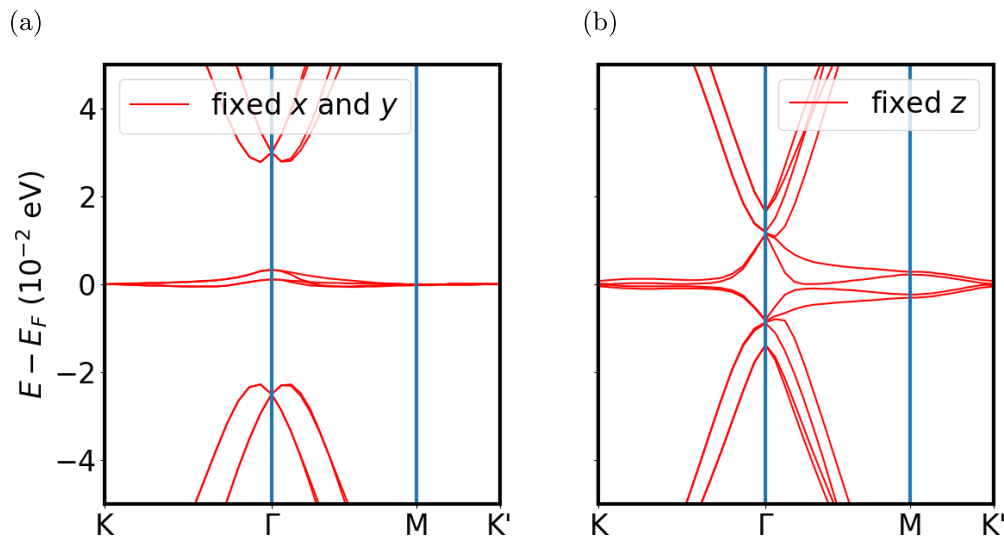 (a)
(b)
fixed x and y
fixed z
E − E_F (10⁻² eV)
4
2
0
−2
−4
K Γ M K'
K Γ M K'